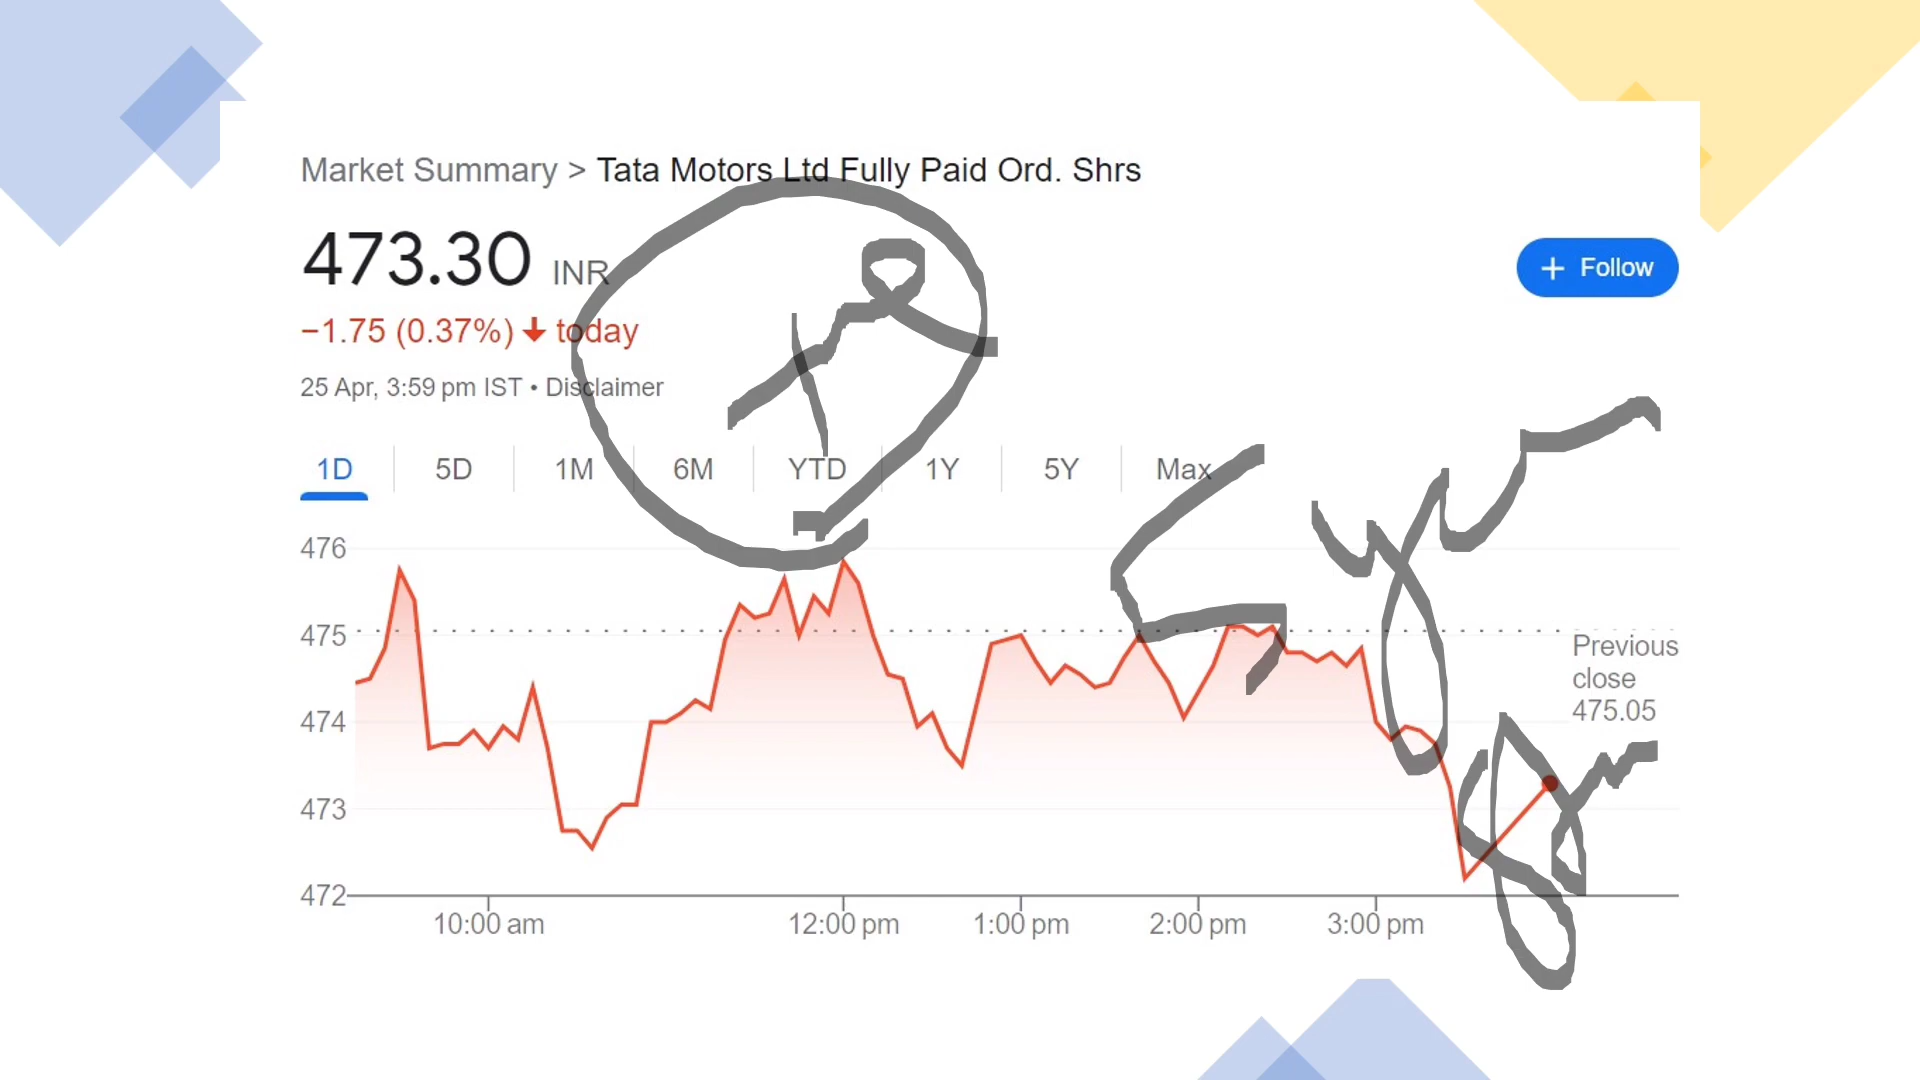 Market Summary > Tata Motors Ltd Fully Paid Ord. Shrs
473.30 INR
+ Follow
−1.75 (0.37%) ↓ today
25 Apr, 3:59 pm IST • Disclaimer
1D 5D 1M 6M YTD 1Y 5Y Max
476
475
474
473
472
Previous
close
475.05
10:00 am 12:00 pm 1:00 pm 2:00 pm 3:00 pm